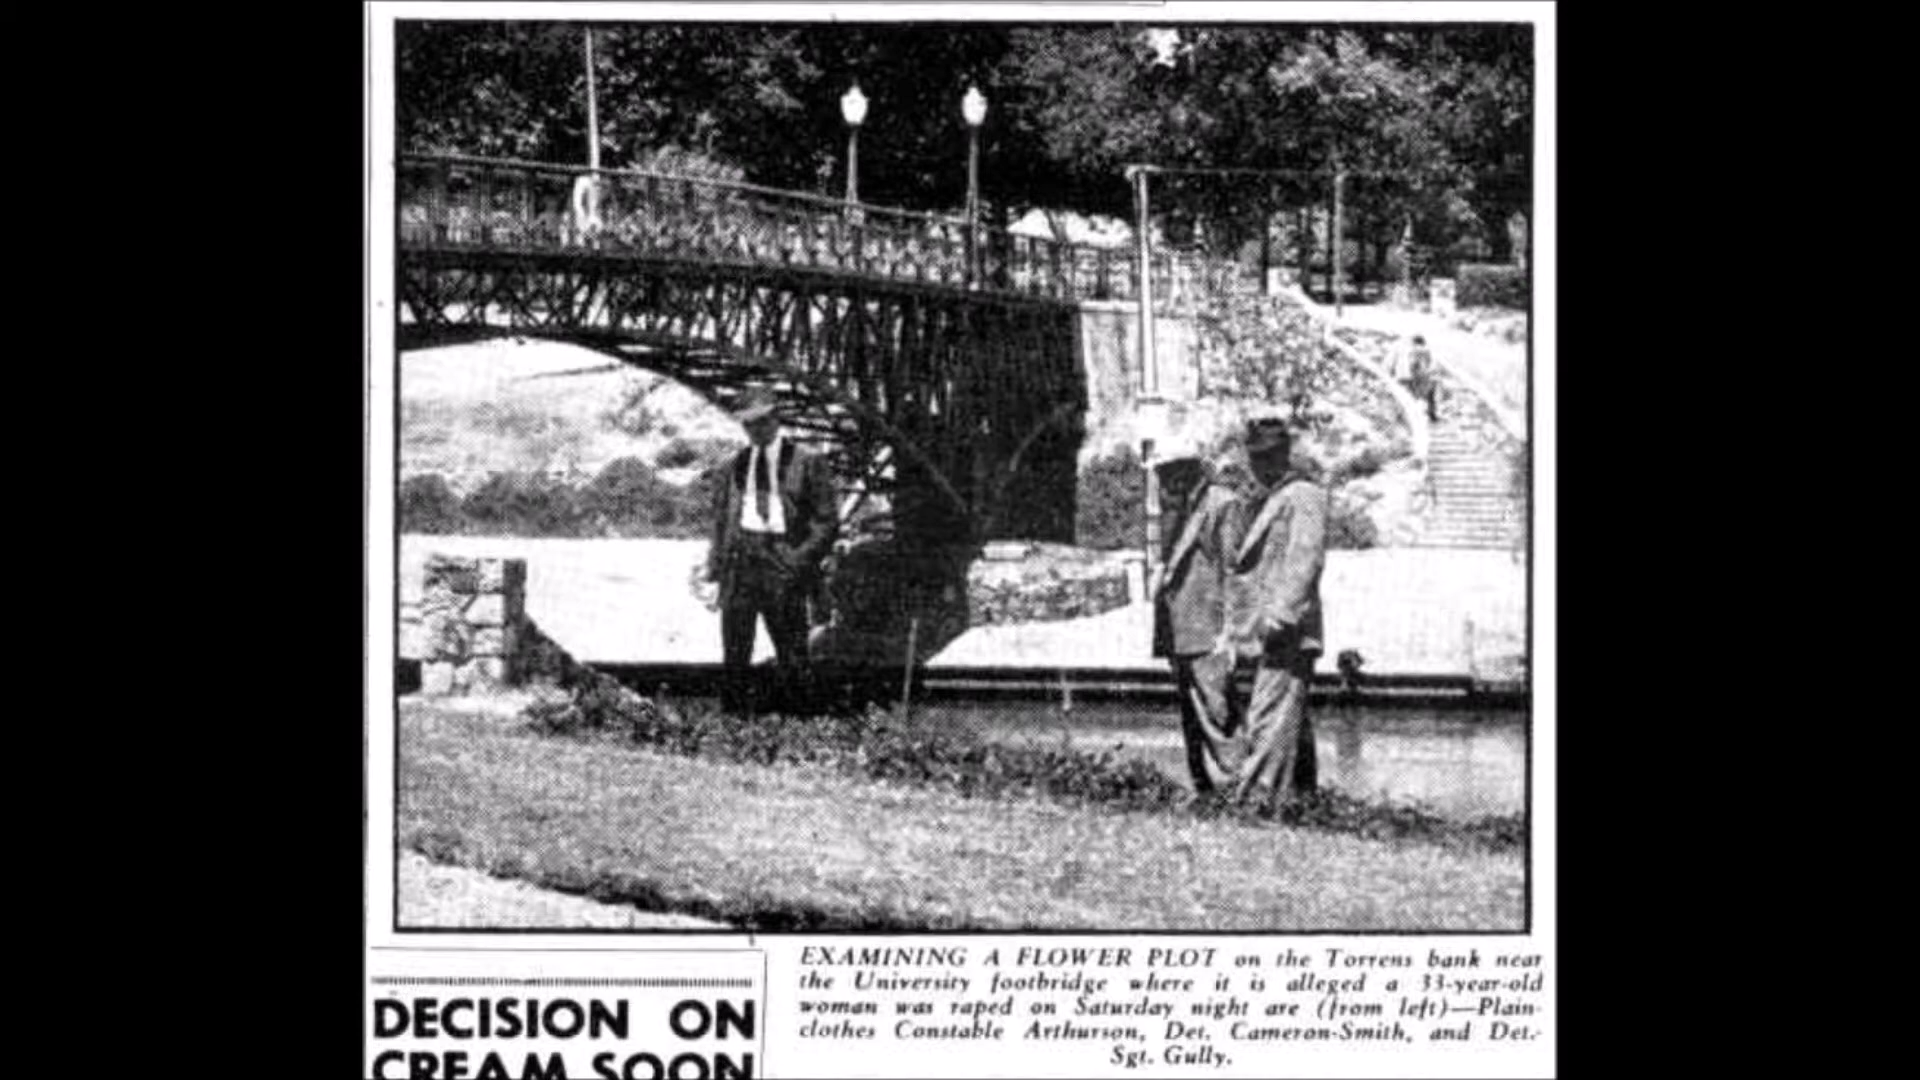 EXAMINING A FLOWER PLOT on the Torrens bank near
the University footbridge where it is alleged a 33-year-old
woman was raped on Saturday night are (from left)—Plain-
clothes Constable Arthurson, Det. Cameron-Smith, and Det.-
Sgt. Gully.
DECISION ON
CREAM SOON